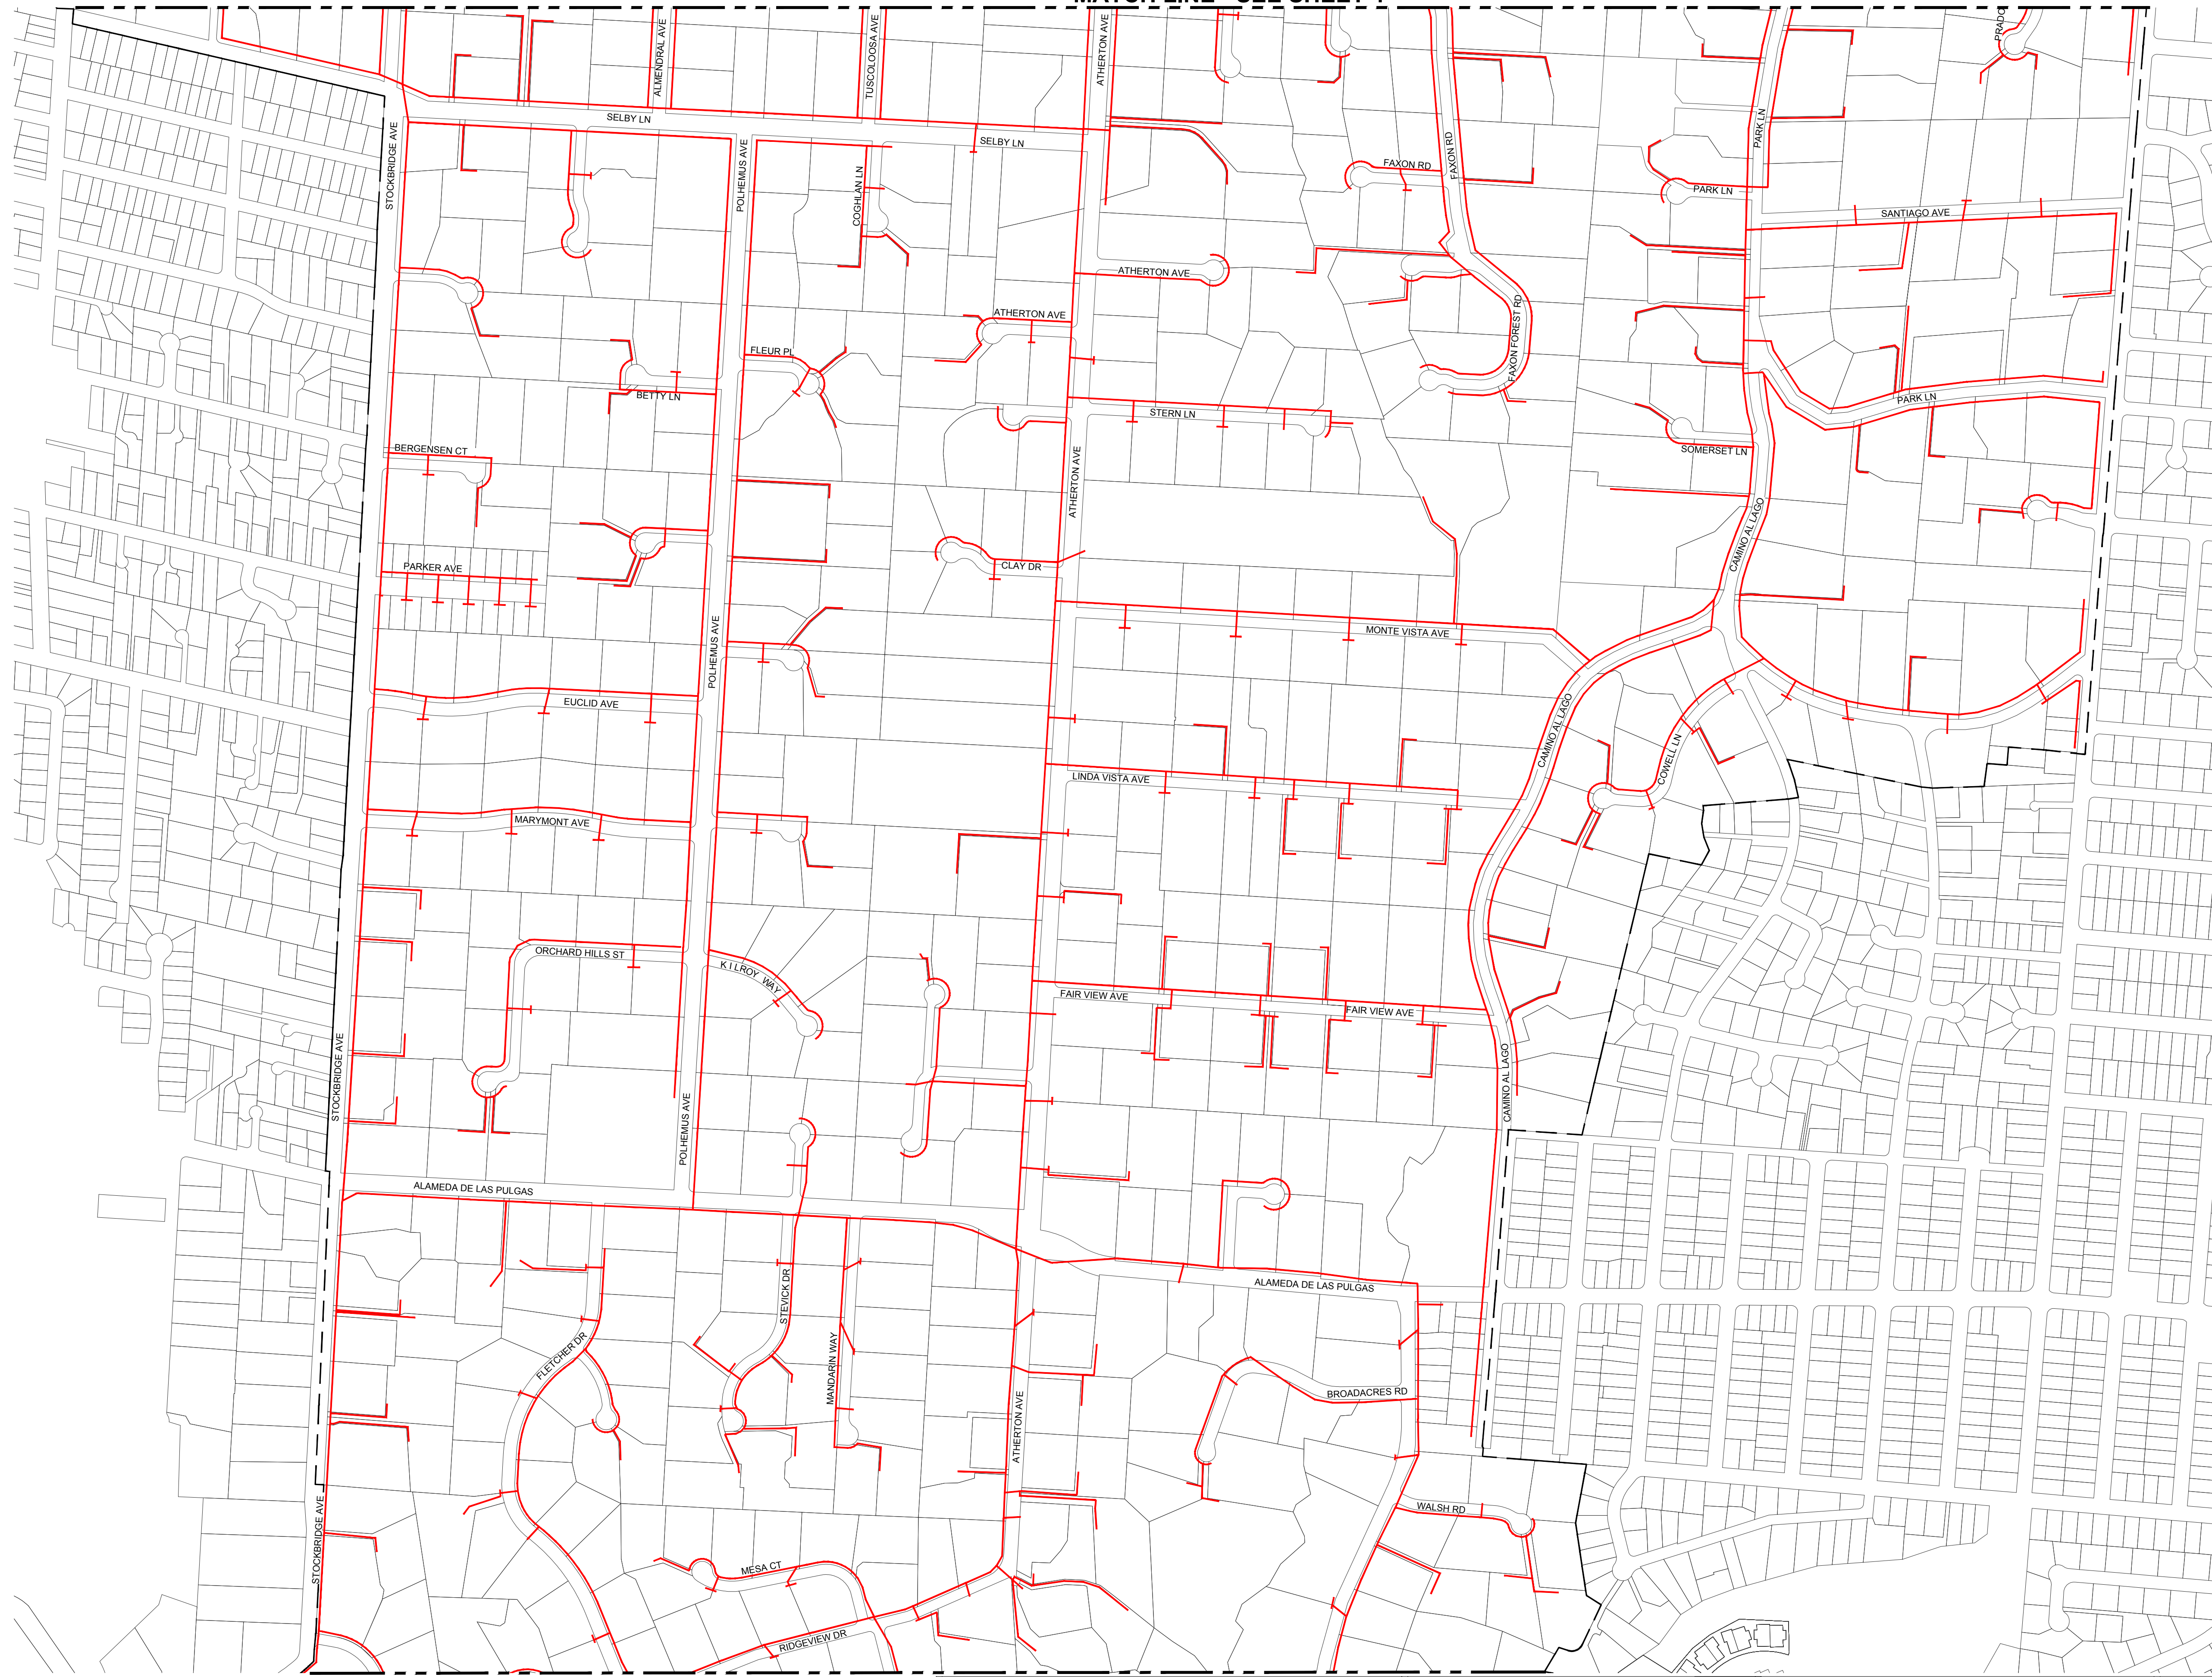 ALMENDRAL AVE
TUSCOLOOSA AVE
ATHERTON AVE
PRADO
SELBY LN
SELBY LN
STOCKBRIDGE AVE
POLHEMUS AVE
COGHLAN LN
FAXON RD
FAXON RD
PARK LN
PARK LN
SANTIAGO AVE
ATHERTON AVE
ATHERTON AVE
FLEUR PL
FAXON FOREST RD
BETTY LN
STERN LN
PARK LN
BERGENSEN CT
SOMERSET LN
ATHERTON AVE
CAMINO AL LAGO
PARKER AVE
CLAY DR
MONTE VISTA AVE
POLHEMUS AVE
EUCLID AVE
CAMINO AL LAGO
COWELL LN
LINDA VISTA AVE
MARYMONT AVE
ORCHARD HILLS ST
KILROY WAY
FAIR VIEW AVE
FAIR VIEW AVE
STOCKBRIDGE AVE
CAMINO AL LAGO
POLHEMUS AVE
ALAMEDA DE LAS PULGAS
ALAMEDA DE LAS PULGAS
STEVICK DR
FLETCHER DR
MANDARIN WAY
ATHERTON AVE
BROADACRES RD
WALSH RD
STOCKBRIDGE AVE
MESA CT
RIDGEVIEW DR